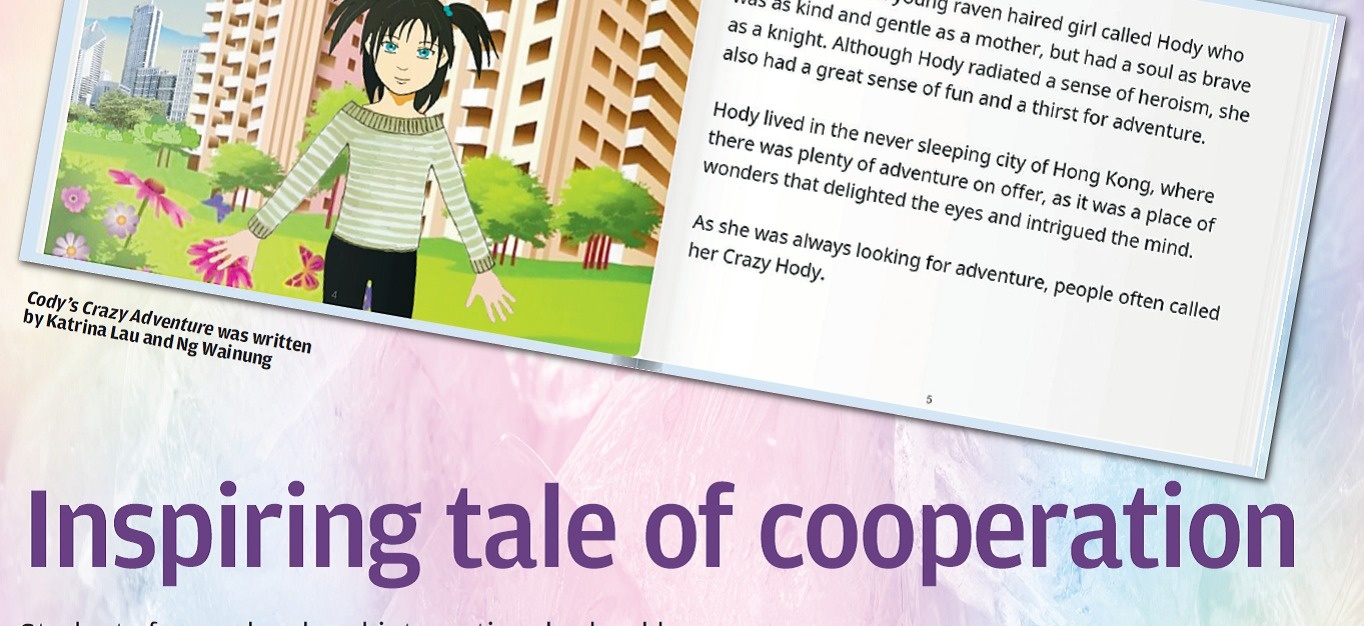 young raven haired girl called Hody who
was as kind and gentle as a mother, but had a soul as brave
as a knight. Although Hody radiated a sense of heroism, she
also had a great sense of fun and a thirst for adventure.
Hody lived in the never sleeping city of Hong Kong, where
there was plenty of adventure on offer, as it was a place of
wonders that delighted the eyes and intrigued the mind.
As she was always looking for adventure, people often called
her Crazy Hody.
4
5
Cody's Crazy Adventure was written
by Katrina Lau and Ng Wainung
Inspiring tale of cooperation